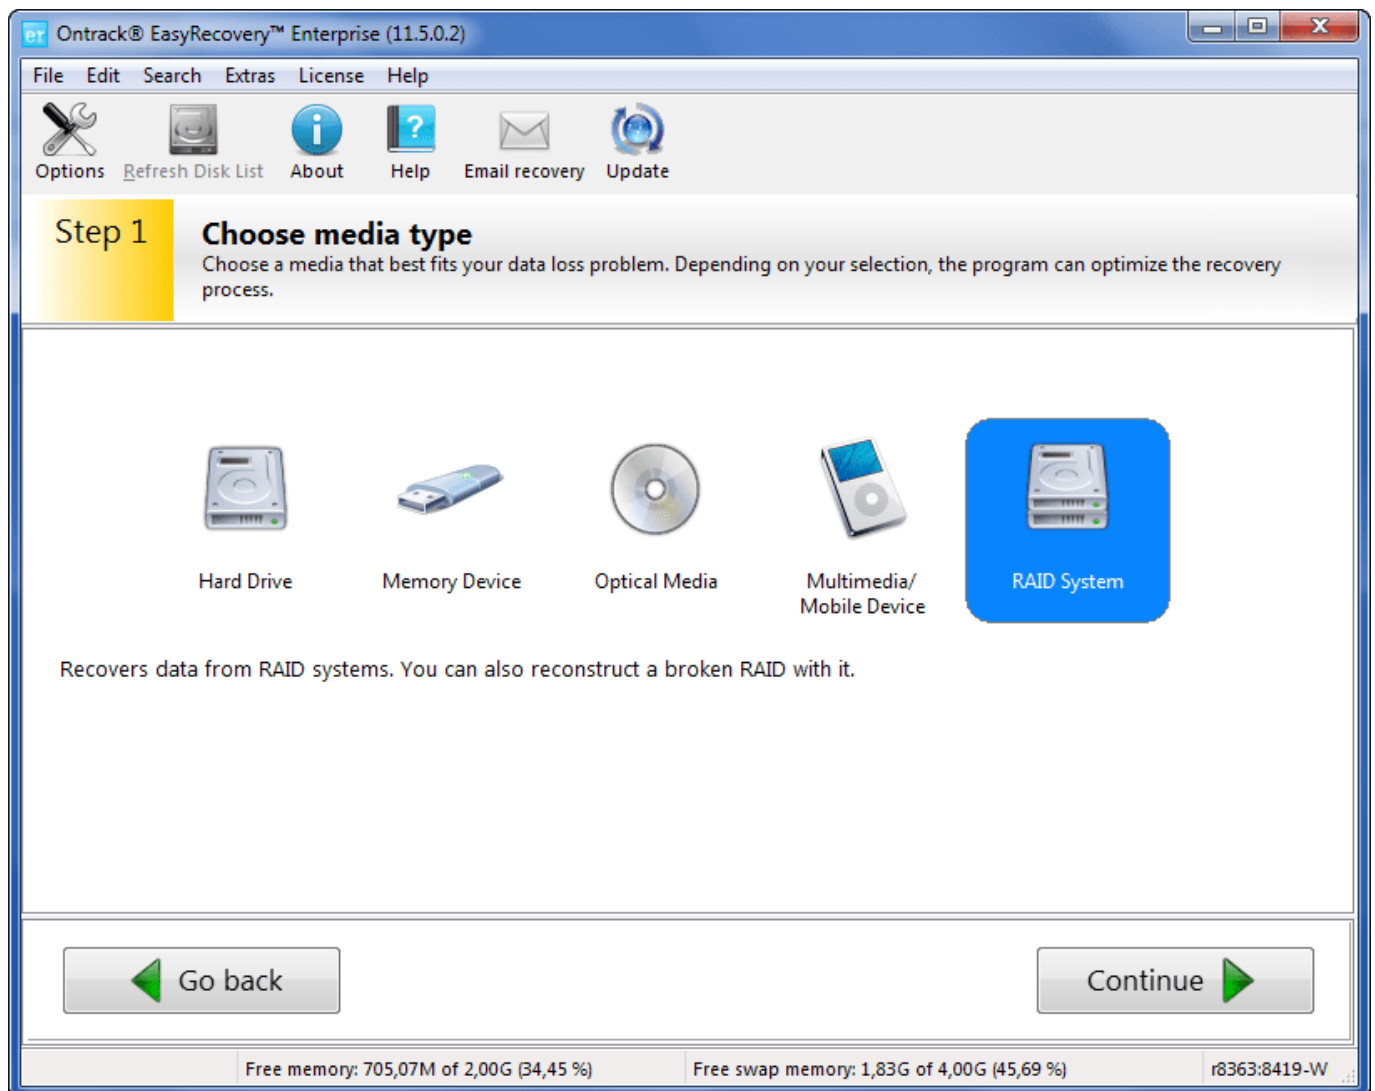 er Ontrack® EasyRecovery™ Enterprise (11.5.0.2)
File Edit Search Extras License Help
Options Refresh Disk List About Help Email recovery Update
Step 1
Choose media type
Choose a media that best fits your data loss problem. Depending on your selection, the program can optimize the recovery
process.
Hard Drive Memory Device Optical Media Multimedia/ RAID System
Mobile Device
Recovers data from RAID systems. You can also reconstruct a broken RAID with it.
Go back Continue
Free memory: 705,07M of 2,00G (34,45 %) Free swap memory: 1,83G of 4,00G (45,69 %) r8363:8419-W